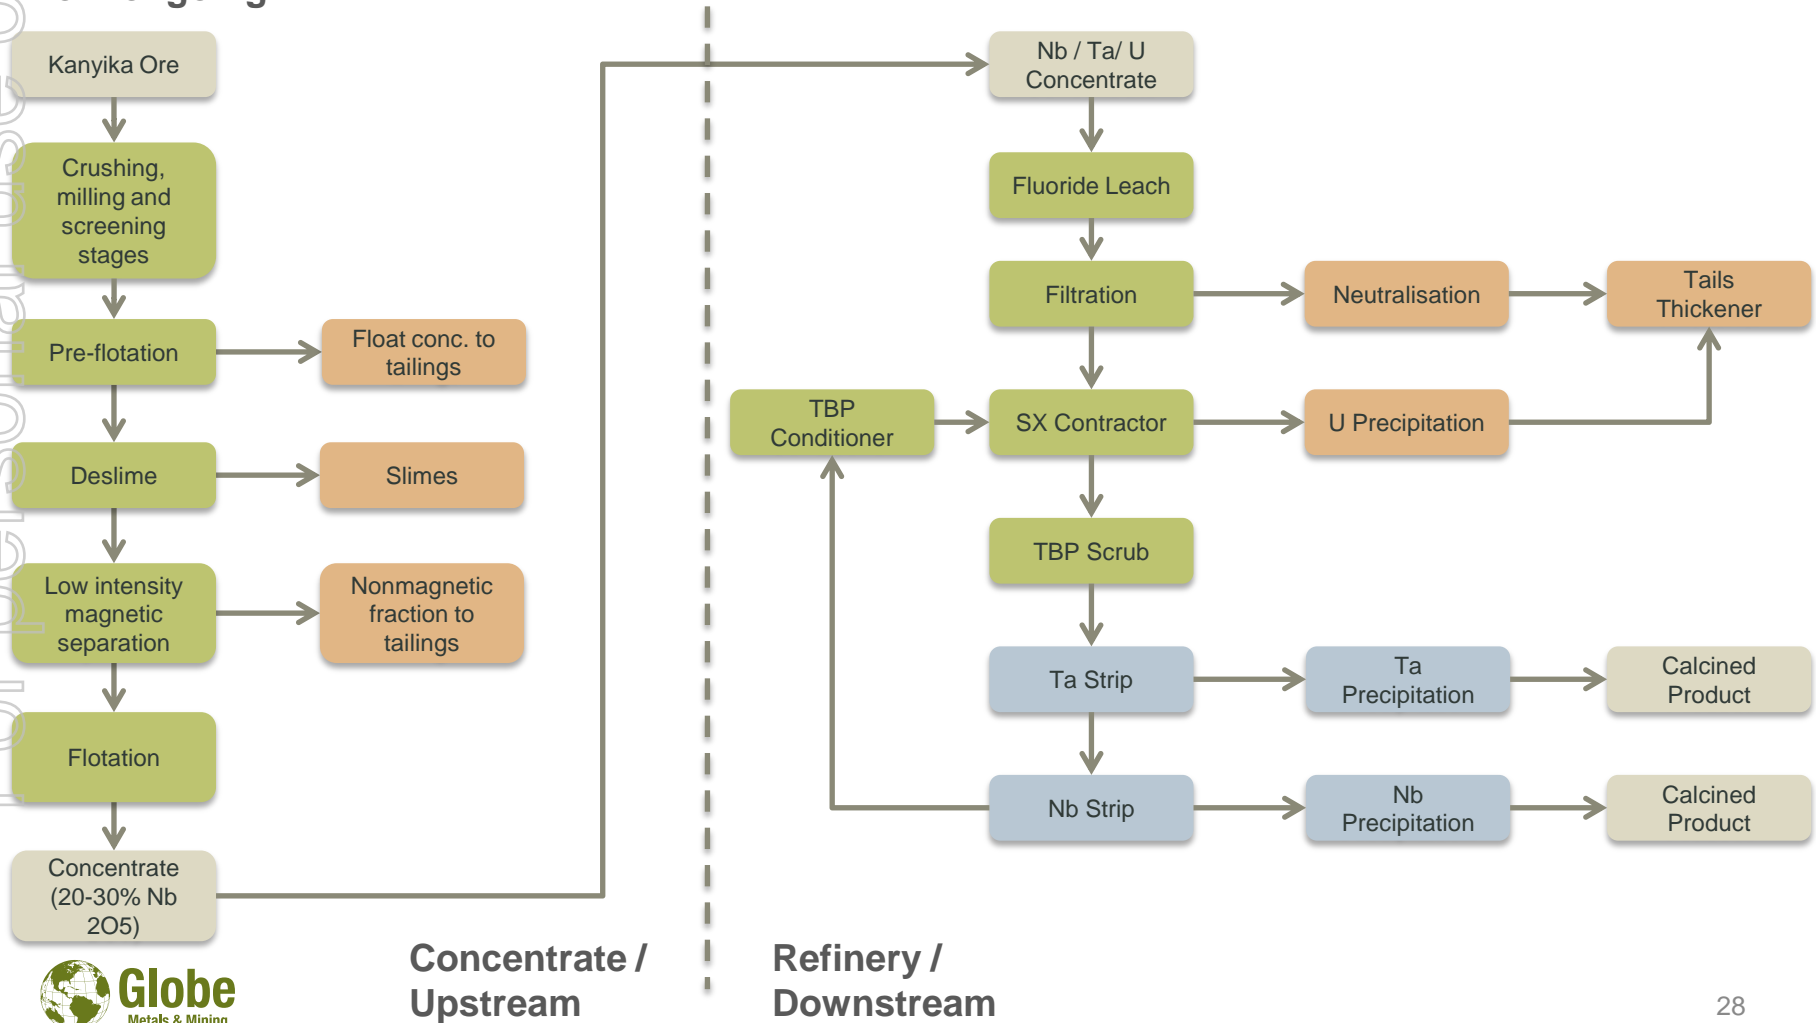 Kanyika Ore
Crushing,
milling and
screening
stages
Pre-flotation
Float conc. to
tailings
Deslime
Slimes
Low intensity
magnetic
separation
Nonmagnetic
fraction to
tailings
Flotation
Concentrate
(20-30% Nb
2O5)
Concentrate /
Upstream
Nb / Ta/ U
Concentrate
Fluoride Leach
Filtration
Neutralisation
Tails
Thickener
TBP
Conditioner
SX Contractor
U Precipitation
TBP Scrub
Ta Strip
Ta
Precipitation
Calcined
Product
Nb Strip
Nb
Precipitation
Calcined
Product
Refinery /
Downstream
Globe
Metals & Mining
28